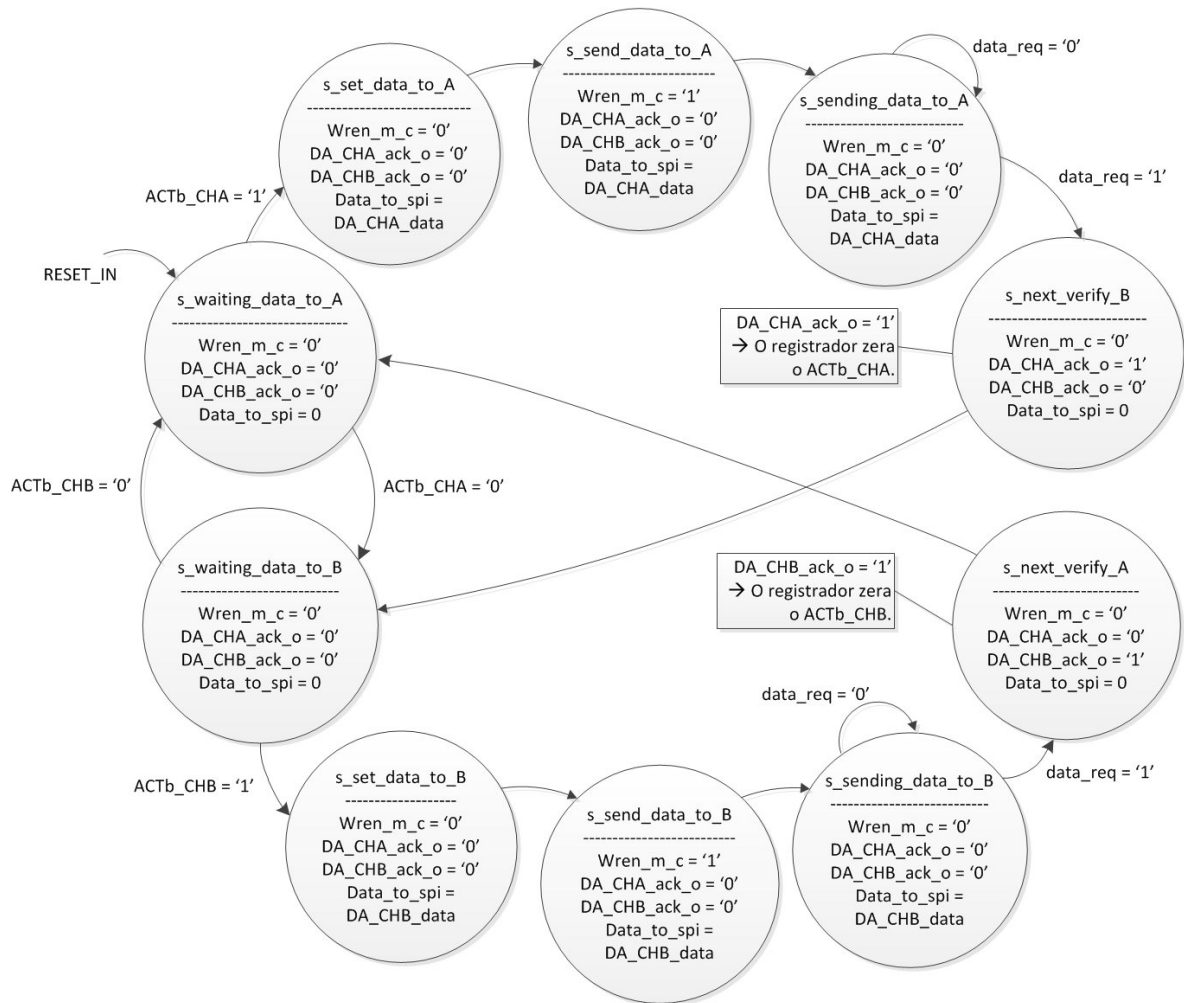 s_set_data_to_A
----------------------------
Wren_m_c = ‘0’
DA_CHA_ack_o = ‘0’
DA_CHB_ack_o = ‘0’
Data_to_spi =
DA_CHA_data
s_send_data_to_A
---------------------------
Wren_m_c = ‘1’
DA_CHA_ack_o = ‘0’
DA_CHB_ack_o = ‘0’
Data_to_spi =
DA_CHA_data
data_req = ‘0’
s_sending_data_to_A
---------------------------
Wren_m_c = ‘0’
DA_CHA_ack_o = ‘0’
DA_CHB_ack_o = ‘0’
Data_to_spi =
DA_CHA_data
data_req = ‘1’
ACTb_CHA = ‘1’
RESET_IN
s_waiting_data_to_A
------------------------------
Wren_m_c = ‘0’
DA_CHA_ack_o = ‘0’
DA_CHB_ack_o = ‘0’
Data_to_spi = 0
DA_CHA_ack_o = ‘1’
→ O registrador zera
o ACTb_CHA.
s_next_verify_B
---------------------------
Wren_m_c = ‘0’
DA_CHA_ack_o = ‘1’
DA_CHB_ack_o = ‘0’
Data_to_spi = 0
ACTb_CHB = ‘0’
ACTb_CHA = ‘0’
s_waiting_data_to_B
---------------------------
Wren_m_c = ‘0’
DA_CHA_ack_o = ‘0’
DA_CHB_ack_o = ‘0’
Data_to_spi = 0
DA_CHB_ack_o = ‘1’
→ O registrador zera
o ACTb_CHB.
s_next_verify_A
-------------------------
Wren_m_c = ‘0’
DA_CHA_ack_o = ‘0’
DA_CHB_ack_o = ‘1’
Data_to_spi = 0
ACTb_CHB = ‘1’
s_set_data_to_B
-------------------
Wren_m_c = ‘0’
DA_CHA_ack_o = ‘0’
DA_CHB_ack_o = ‘0’
Data_to_spi =
DA_CHB_data
s_send_data_to_B
--------------------------
Wren_m_c = ‘1’
DA_CHA_ack_o = ‘0’
DA_CHB_ack_o = ‘0’
Data_to_spi =
DA_CHB_data
data_req = ‘0’
s_sending_data_to_B
---------------------------
Wren_m_c = ‘0’
DA_CHA_ack_o = ‘0’
DA_CHB_ack_o = ‘0’
Data_to_spi =
DA_CHB_data
data_req = ‘1’